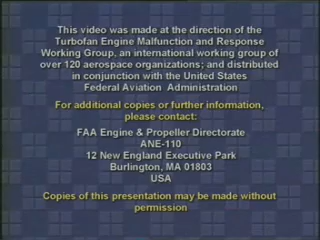 This video was made at the direction of the
Turbofan Engine Malfunction and Response
Working Group, an international working group of
over 120 aerospace organizations; and distributed
in conjunction with the United States
Federal Aviation Administration
For additional copies or further information,
please contact:
FAA Engine & Propeller Directorate
ANE-110
12 New England Executive Park
Burlington, MA 01803
USA
Copies of this presentation may be made without
permission